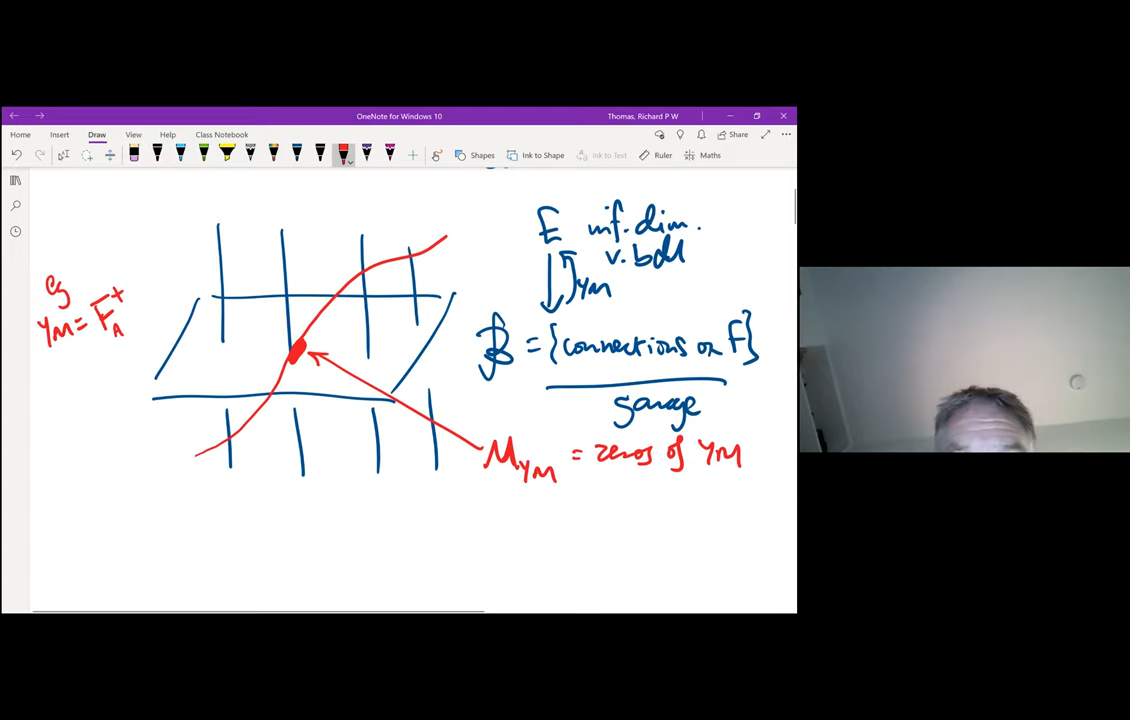 OneNote for Windows 10
Thomas, Richard P W
Home Insert Draw View Help Class Notebook
Share
Shapes Ink to Shape Ink to Text Ruler Maths
E inf. dim.
v. bdl
YM
eg
YM = F_A^+
B = {connections on F}
gauge
M_YM = zeros of YM